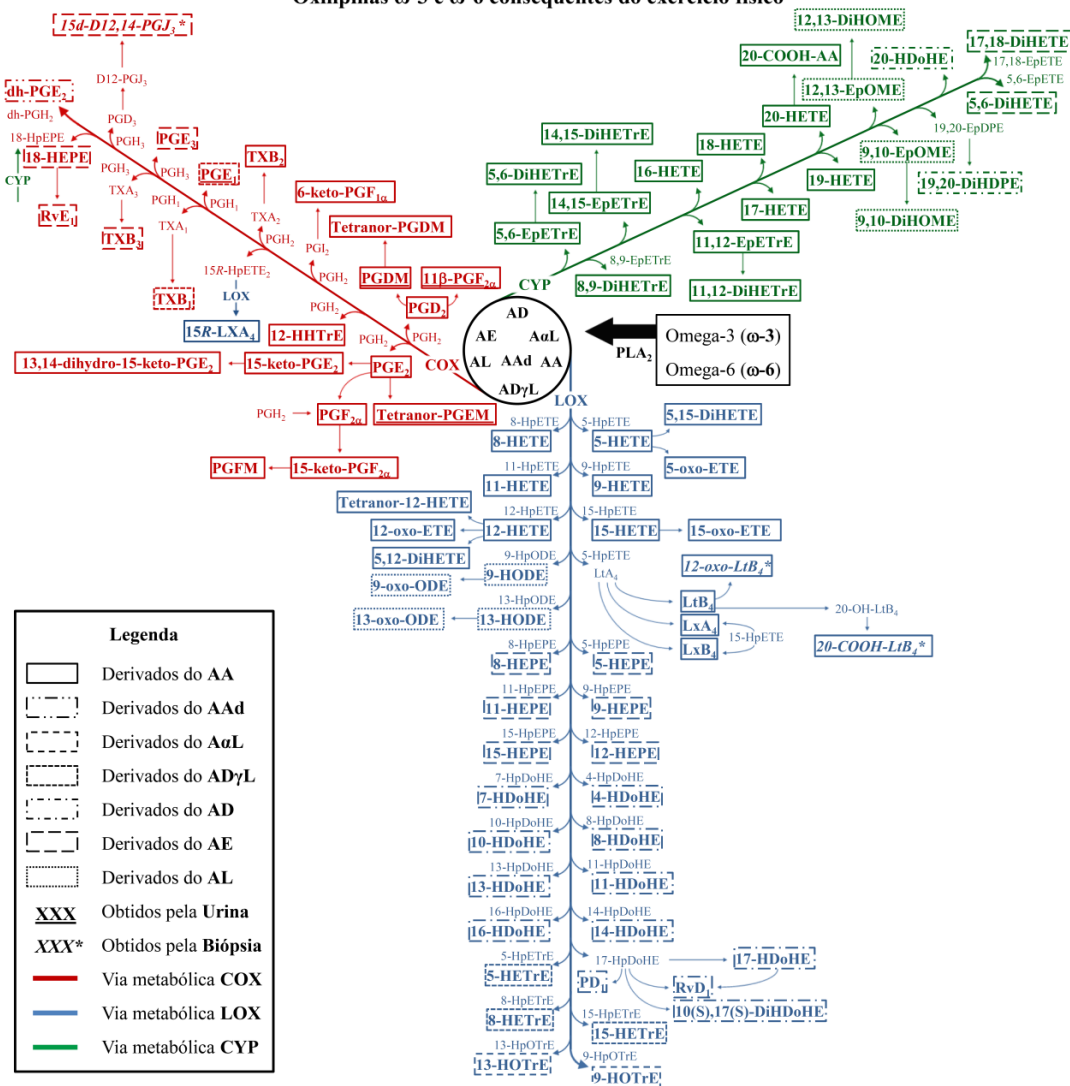 Oxilipinas ω-3 e ω-6 consequentes do exercício físico
15d-D12,14-PGJ3*
D12-PGJ3
dh-PGE2
dh-PGH2
PGD3
PGH3
18-HpEPE
18-HEPE
CYP
RvE1
PGE3
PGH3
PGH3
TXA3
TXB3
PGE1
PGH1
PGH1
TXA1
TXB1
TXB2
TXA2
PGH2
15R-HpETE2
LOX
15R-LXA4
6-keto-PGF1α
PGI2
PGH2
PGH2
12-HHTrE
Tetranor-PGDM
PGDM
11β-PGF2α
PGD2
PGH2
PGH2
COX
13,14-dihydro-15-keto-PGE2
15-keto-PGE2
PGE2
PGH2
PGF2α
Tetranor-PGEM
PGFM
15-keto-PGF2α
12,13-DiHOME
17,18-DiHETE
20-COOH-AA
20-HDoHE
17,18-EpETE
5,6-EpETE
12,13-EpOME
5,6-DiHETE
20-HETE
19,20-EpDPE
14,15-DiHETrE
18-HETE
9,10-EpOME
5,6-DiHETrE
16-HETE
19-HETE
19,20-DiHDPE
14,15-EpETrE
17-HETE
9,10-DiHOME
5,6-EpETrE
11,12-EpETrE
8,9-EpETrE
8,9-DiHETrE
11,12-DiHETrE
CYP
AD
AE AαL
AL AAd AA
ADγL
PLA2
Omega-3 (ω-3)
Omega-6 (ω-6)
LOX
8-HpETE 5-HpETE
8-HETE 5-HETE
5,15-DiHETE
5-oxo-ETE
11-HpETE 9-HpETE
11-HETE 9-HETE
Tetranor-12-HETE
12-HpETE 15-HpETE
12-oxo-ETE 12-HETE 15-HETE 15-oxo-ETE
5,12-DiHETE
9-HpODE 5-HpETE
9-oxo-ODE 9-HODE
LtA4
12-oxo-LtB4*
13-HpODE
13-oxo-ODE 13-HODE
LtB4
20-OH-LtB4
LxA4
15-HpETE
LxB4
20-COOH-LtB4*
8-HpEPE 5-HpEPE
8-HEPE 5-HEPE
11-HpEPE 9-HpEPE
11-HEPE 9-HEPE
15-HpEPE 12-HpEPE
15-HEPE 12-HEPE
7-HpDoHE 4-HpDoHE
7-HDoHE 4-HDoHE
10-HpDoHE 8-HpDoHE
10-HDoHE 8-HDoHE
13-HpDoHE 11-HpDoHE
13-HDoHE 11-HDoHE
16-HpDoHE 14-HpDoHE
16-HDoHE 14-HDoHE
5-HpETrE 17-HpDoHE 17-HDoHE
5-HETrE
PD1
RvD1
10(S),17(S)-DiHDoHE
8-HpETrE 15-HpETrE
8-HETrE 15-HETrE
13-HpOTrE 9-HpOTrE
13-HOTrE 9-HOTrE
Legenda
Derivados do AA
Derivados do AAd
Derivados do AαL
Derivados do ADγL
Derivados do AD
Derivados do AE
Derivados do AL
XXX Obtidos pela Urina
XXX* Obtidos pela Biópsia
Via metabólica COX
Via metabólica LOX
Via metabólica CYP